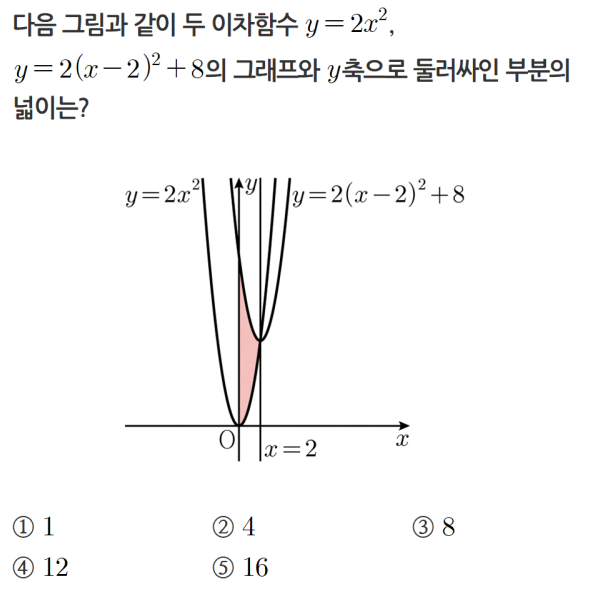 다음 그림과 같이 두 이차함수 y=2x²,
y=2(x-2)²+8의 그래프와 y축으로 둘러싸인 부분의
넓이는?
y=2x² y y=2(x-2)²+8
O x=2 x
① 1 ② 4 ③ 8
④ 12 ⑤ 16